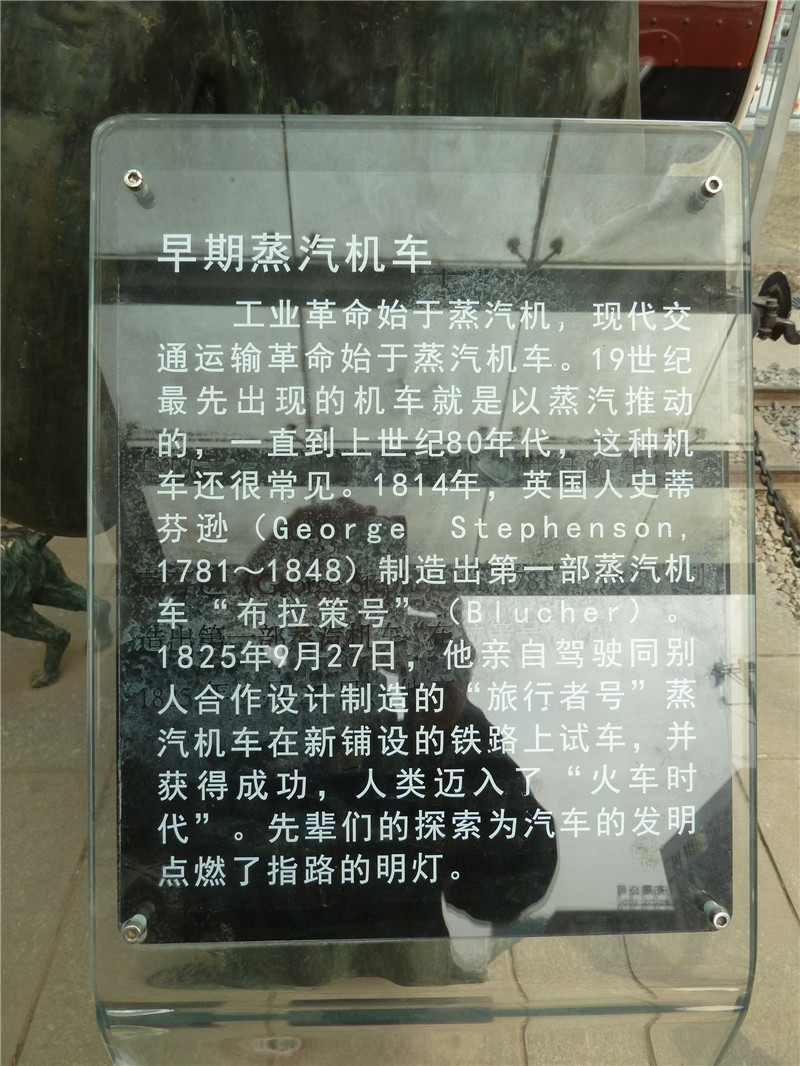 早期蒸汽机车
工业革命始于蒸汽机，现代交
通运输革命始于蒸汽机车。19世纪
最先出现的机车就是以蒸汽推动
的，一直到上世纪80年代，这种机
车还很常见。1814年，英国人史蒂
芬逊（George Stephenson,
1781～1848）制造出第一部蒸汽机
车“布拉策号”（Blucher）。
1825年9月27日，他亲自驾驶同别
人合作设计制造的“旅行者号”蒸
汽机车在新铺设的铁路上试车，并
获得成功，人类迈入了“火车时
代”。先辈们的探索为汽车的发明
点燃了指路的明灯。